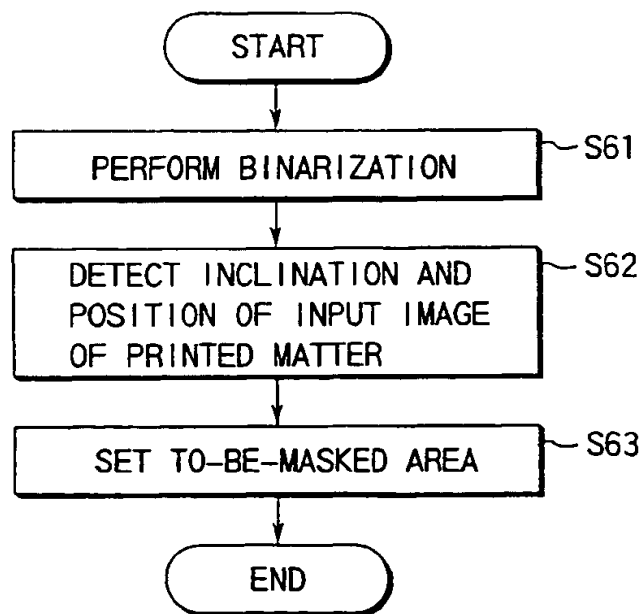 START
PERFORM BINARIZATION
S61
DETECT INCLINATION AND
POSITION OF INPUT IMAGE
OF PRINTED MATTER
S62
SET TO-BE-MASKED AREA
S63
END